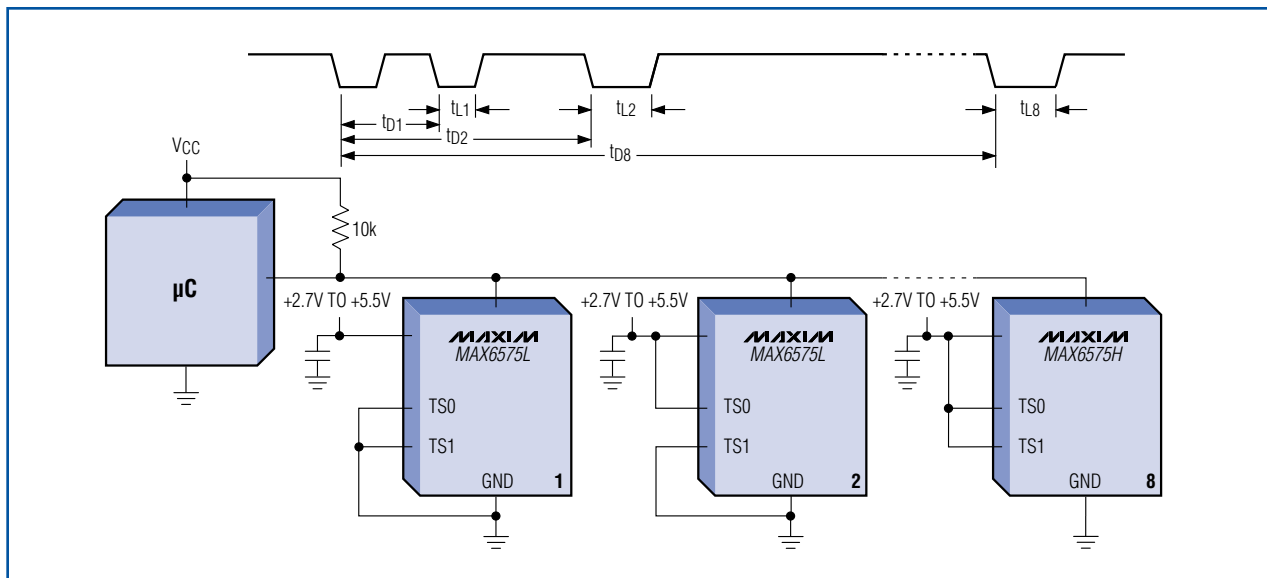 tL1
tL2
tL8
tD1
tD2
tD8
VCC
10k
µC
+2.7V TO +5.5V
+2.7V TO +5.5V
+2.7V TO +5.5V
MAXIM
MAX6575L
TS0
TS1
GND
1
MAXIM
MAX6575L
TS0
TS1
GND
2
MAXIM
MAX6575H
TS0
TS1
GND
8